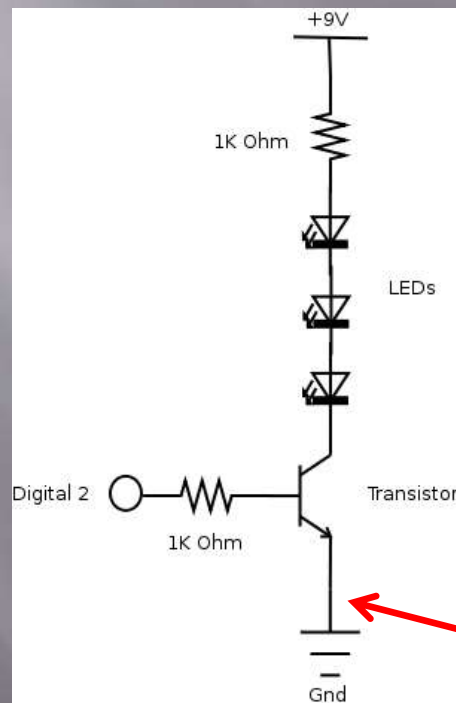 +9V
1K Ohm
LEDs
Digital 2
Transistor
1K Ohm
Gnd